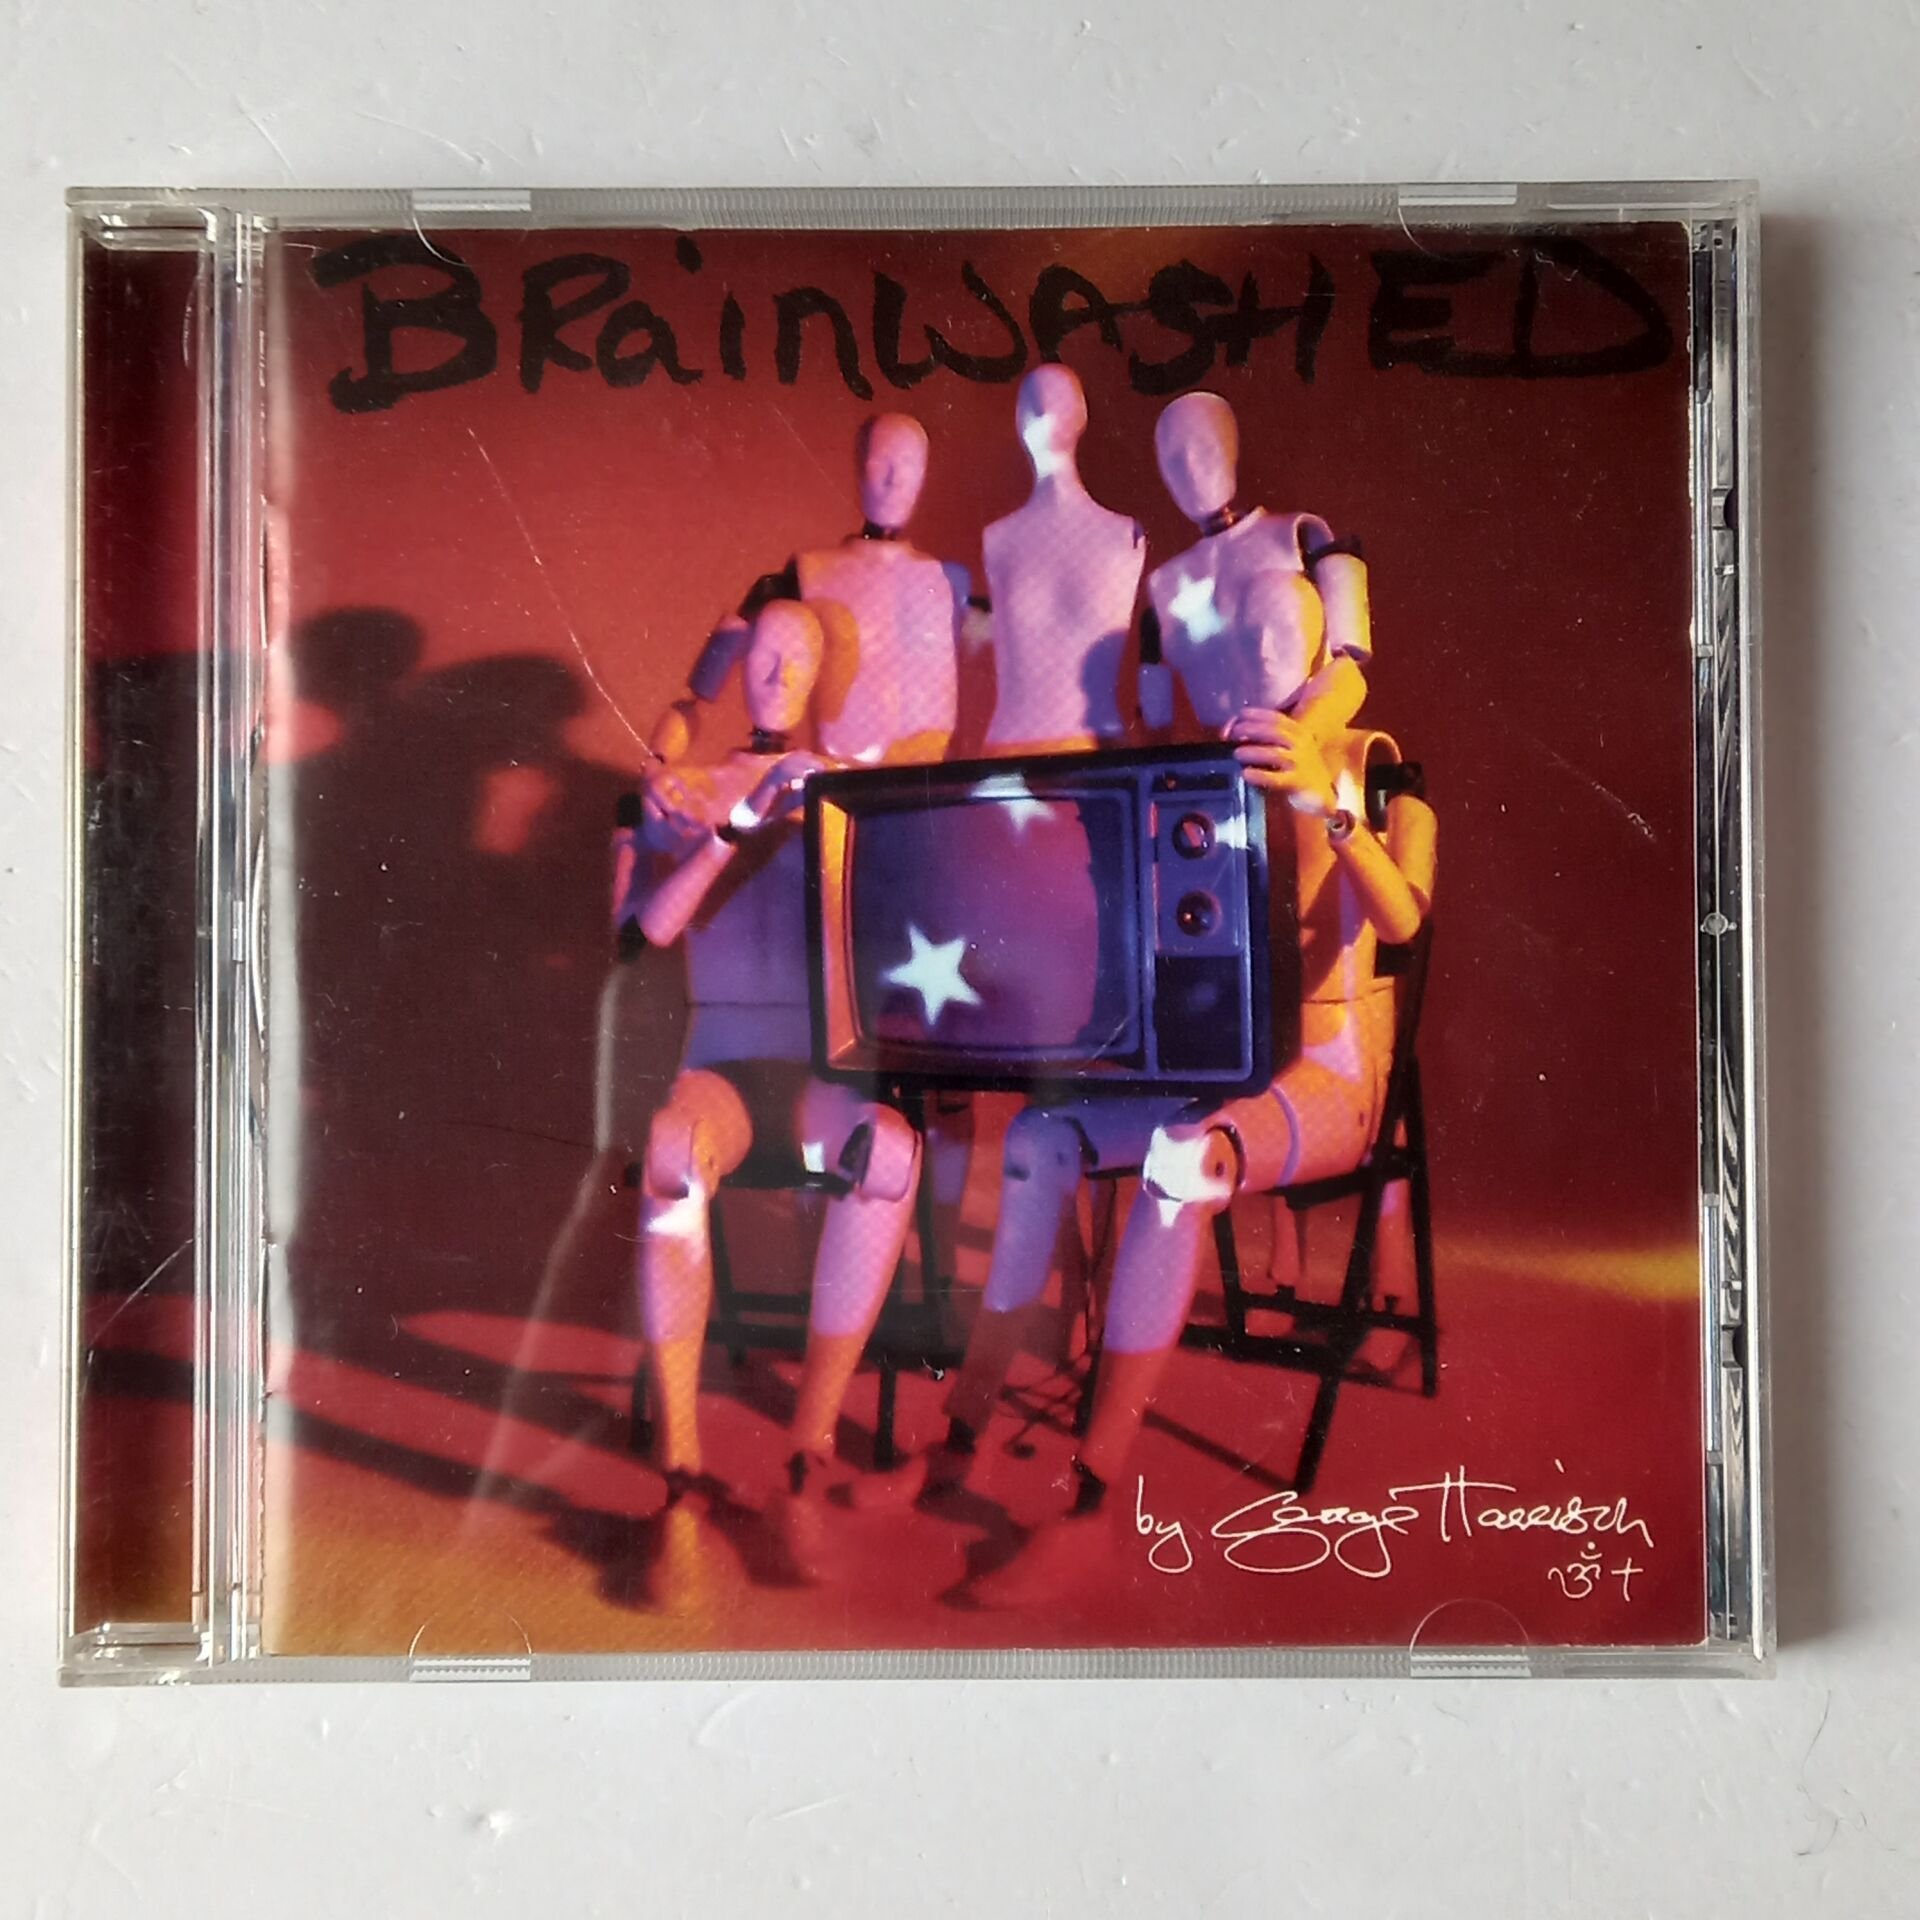 BRainWASHED
by George Harrison
ॐ †